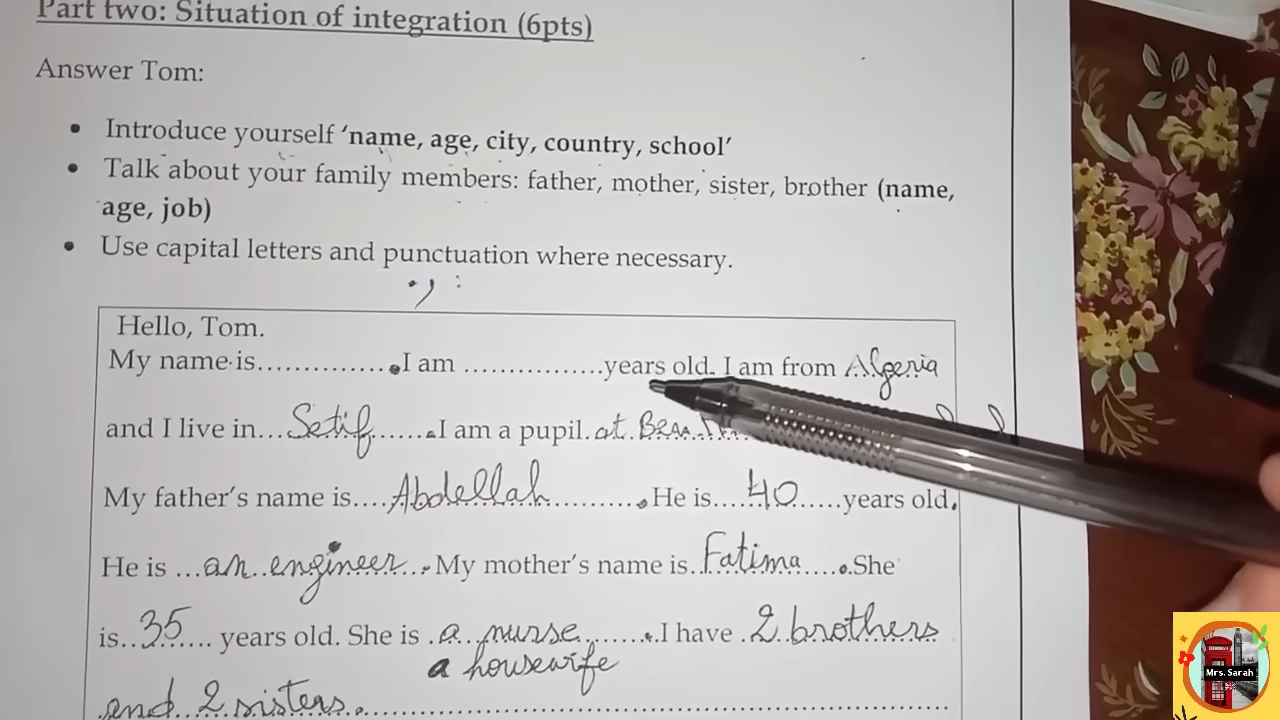 Part two: Situation of integration (6pts)
Answer Tom:
• Introduce yourself ‘name, age, city, country, school’
• Talk about your family members: father, mother, sister, brother (name,
age, job)
• Use capital letters and punctuation where necessary.
. , :
Hello, Tom.
My name is...............I am ................years old. I am from Algeria
and I live in...Setif.......I am a pupil.at.
My father's name is....Abdellah...........He is....40.....years old.
He is ...an engineer...My mother's name is..Fatima.....She
is..35.... years old. She is .a nurse........I have 2 brothers
a housewife
and 2 sisters...............
Mrs. Sarah